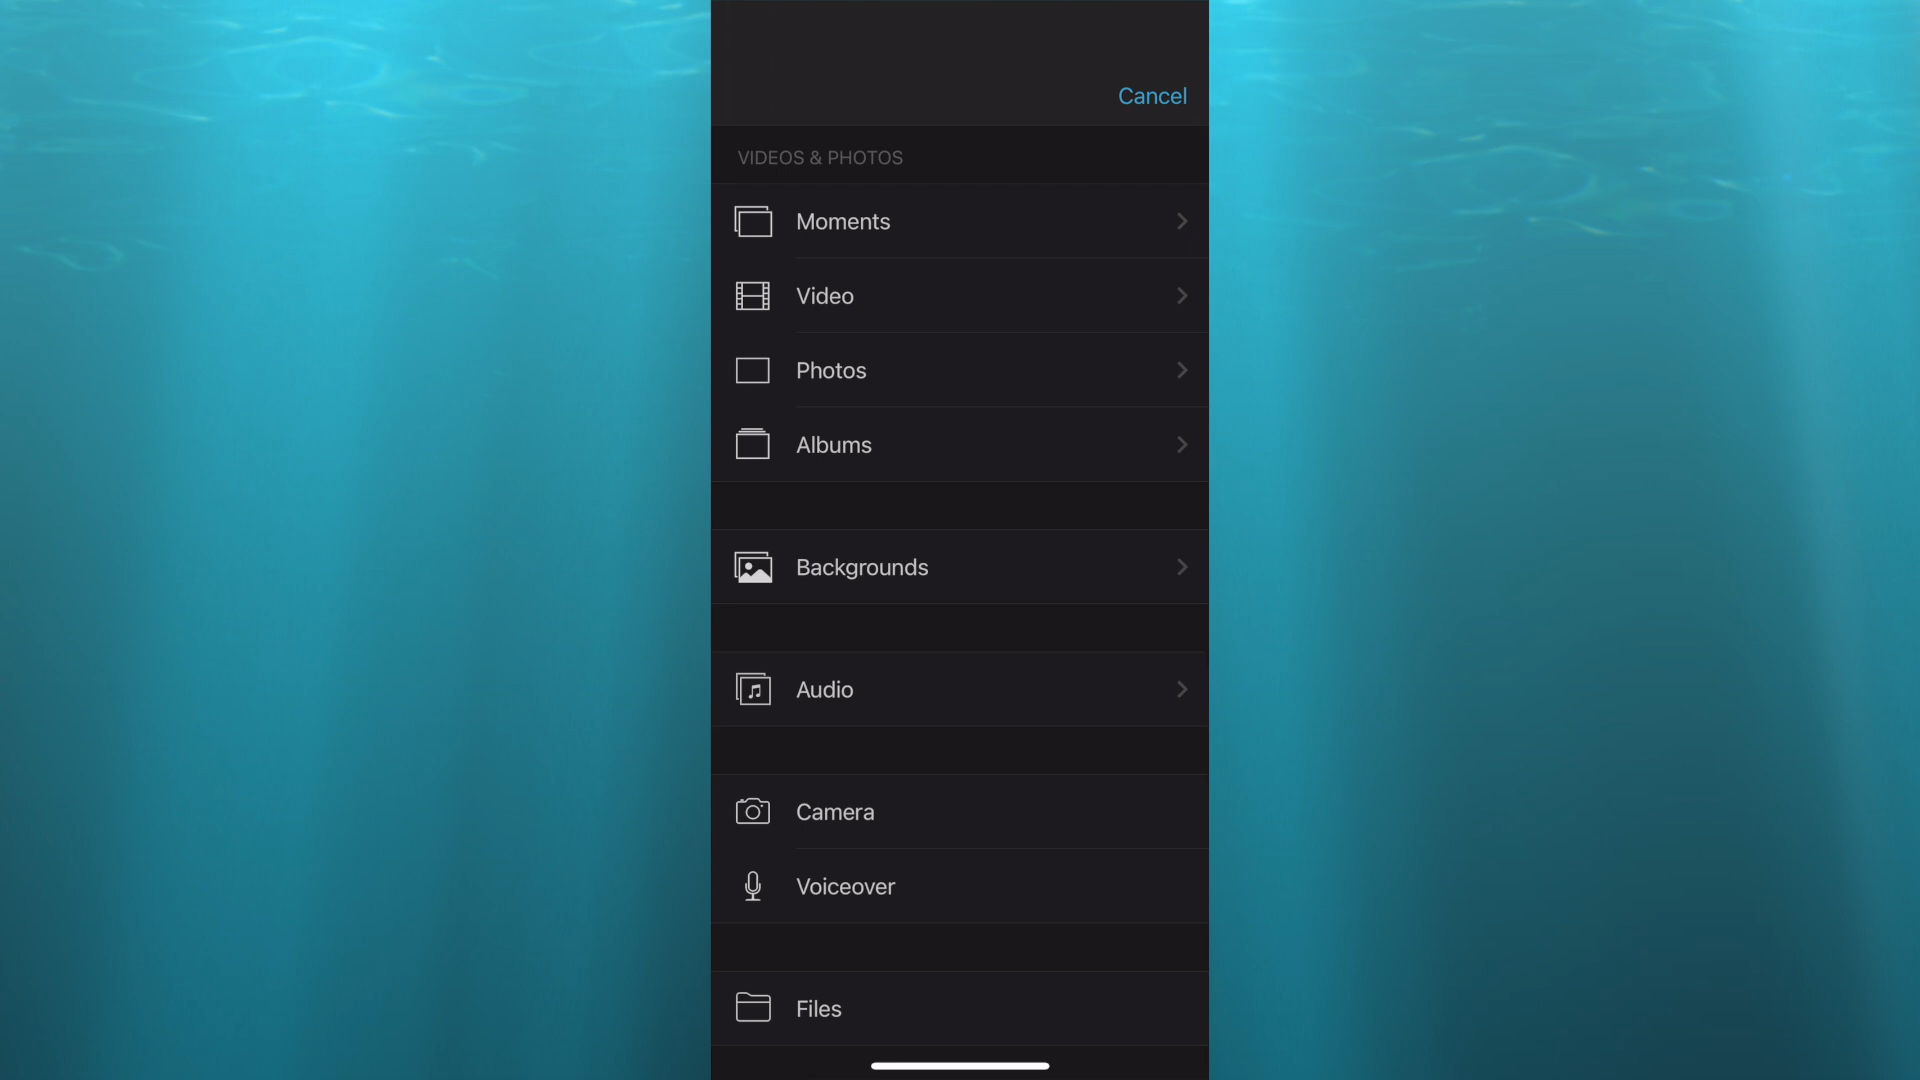 Cancel
VIDEOS & PHOTOS
Moments
Video
Photos
Albums
Backgrounds
Audio
Camera
Voiceover
Files